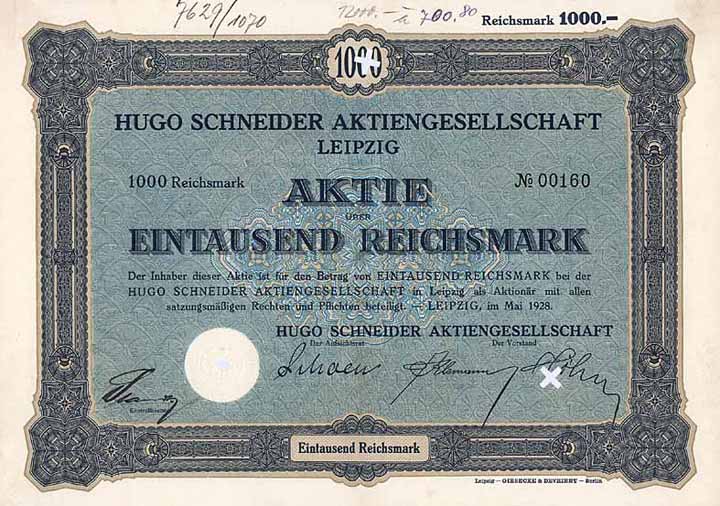 7629/1070
12000.- à 700.80
Reichsmark 1000.–
1000
HUGO SCHNEIDER AKTIENGESELLSCHAFT
LEIPZIG
1000 Reichsmark
AKTIE
№ 00160
ÜBER
EINTAUSEND REICHSMARK
Der Inhaber dieser Aktie ist für den Betrag von EINTAUSEND REICHSMARK bei der
HUGO SCHNEIDER AKTIENGESELLSCHAFT in Leipzig als Aktionär mit allen
satzungsmäßigen Rechten und Pflichten beteiligt. – LEIPZIG, im Mai 1928.
HUGO SCHNEIDER AKTIENGESELLSCHAFT
Der Aufsichtsrat
Der Vorstand
Eintausend Reichsmark
Leipzig – GIESECKE & DEVRIENT – Berlin